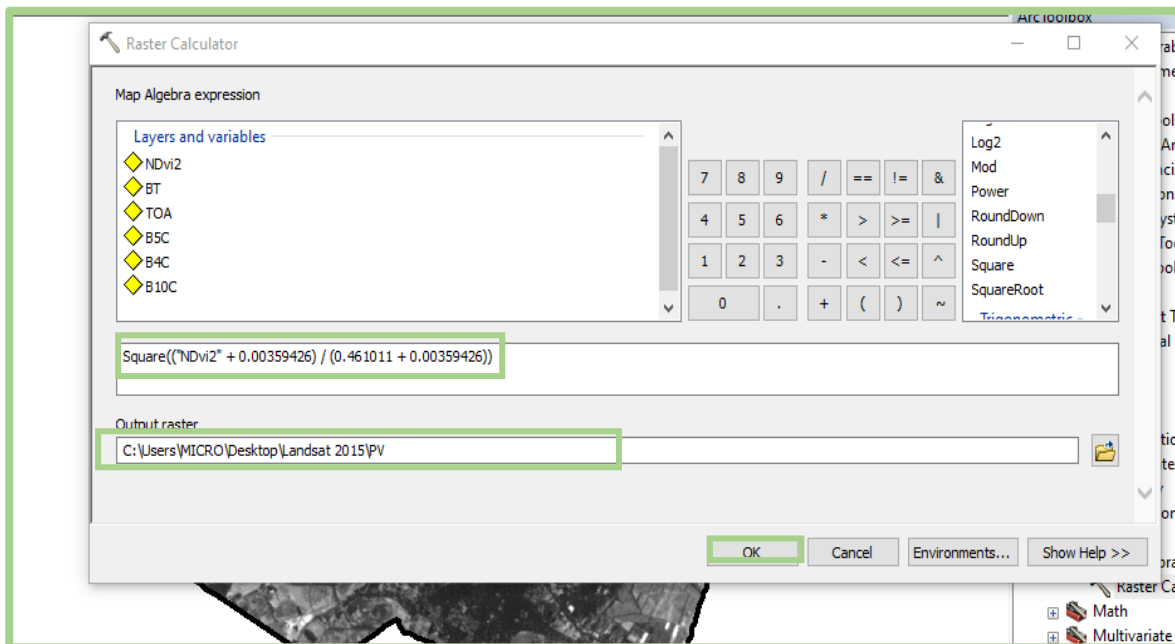 ArcToolbox
Raster Calculator
Map Algebra expression
Layers and variables
NDvi2
BT
TOA
B5C
B4C
B10C
7 8 9 / == != &
4 5 6 * > >= |
1 2 3 - < <= ^
0 . + ( ) ~
Log2
Mod
Power
RoundDown
RoundUp
Square
SquareRoot
Trigonometric
Square(("NDvi2" + 0.00359426) / (0.461011 + 0.00359426))
Output raster
C:\Users\MICRO\Desktop\Landsat 2015\PV
OK Cancel Environments... Show Help >>
Raster Ca
Math
Multivariate